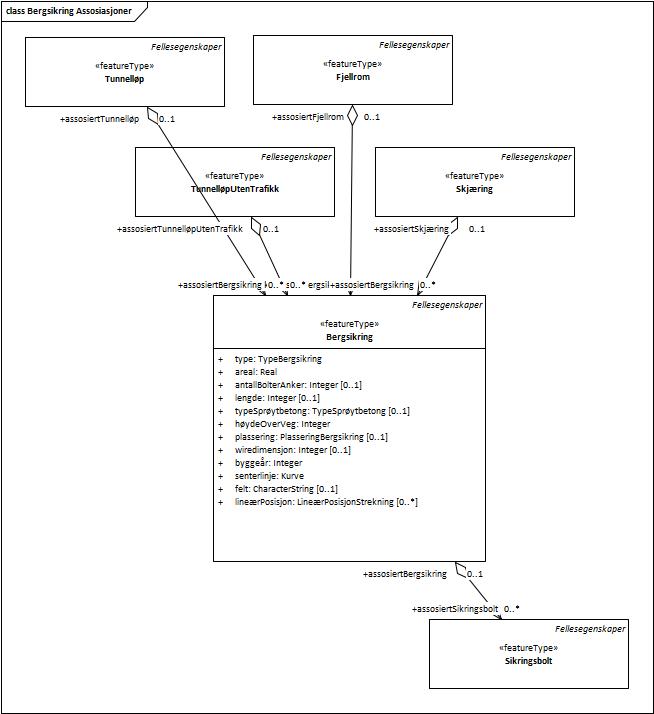 class Bergsikring Assosiasjoner
Fellesegenskaper
«featureType»
Tunnelløp
+assosiertTunnelløp 0..1
Fellesegenskaper
«featureType»
Fjellrom
+assosiertFjellrom 0..1
Fellesegenskaper
«featureType»
TunnelløpUtenTrafikk
+assosiertTunnelløpUtenTrafikk 0..1
Fellesegenskaper
«featureType»
Skjæring
+assosiertSkjæring 0..1
+assosiertBergsikring 0..* 0..* +assosiertBergsikring 0..*
Fellesegenskaper
«featureType»
Bergsikring
+ type: TypeBergsikring
+ areal: Real
+ antallBolterAnker: Integer [0..1]
+ lengde: Integer [0..1]
+ typeSprøytbetong: TypeSprøytbetong [0..1]
+ høydeOverVeg: Integer
+ plassering: PlasseringBergsikring [0..1]
+ wiredimensjon: Integer [0..1]
+ byggeår: Integer
+ senterlinje: Kurve
+ felt: CharacterString [0..1]
+ lineærPosisjon: LineærPosisjonStrekning [0..*]
+assosiertBergsikring 0..1
+assosiertSikringsbolt 0..*
Fellesegenskaper
«featureType»
Sikringsbolt